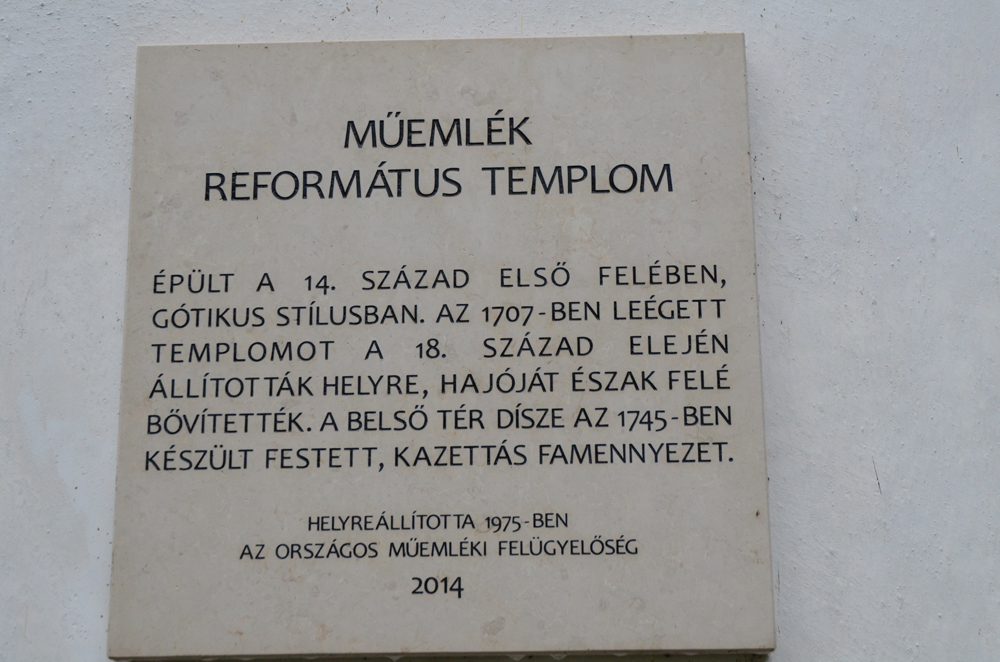 MŰEMLÉK
REFORMÁTUS TEMPLOM
ÉPÜLT A 14. SZÁZAD ELSŐ FELÉBEN,
GÓTIKUS STÍLUSBAN. AZ 1707-BEN LEÉGETT
TEMPLOMOT A 18. SZÁZAD ELEJÉN
ÁLLÍTOTTÁK HELYRE, HAJÓJÁT ÉSZAK FELÉ
BŐVÍTETTÉK. A BELSŐ TÉR DÍSZE AZ 1745-BEN
KÉSZÜLT FESTETT, KAZETTÁS FAMENNYEZET.
HELYREÁLLÍTOTTA 1975-BEN
AZ ORSZÁGOS MŰEMLÉKI FELÜGYELŐSÉG
2014